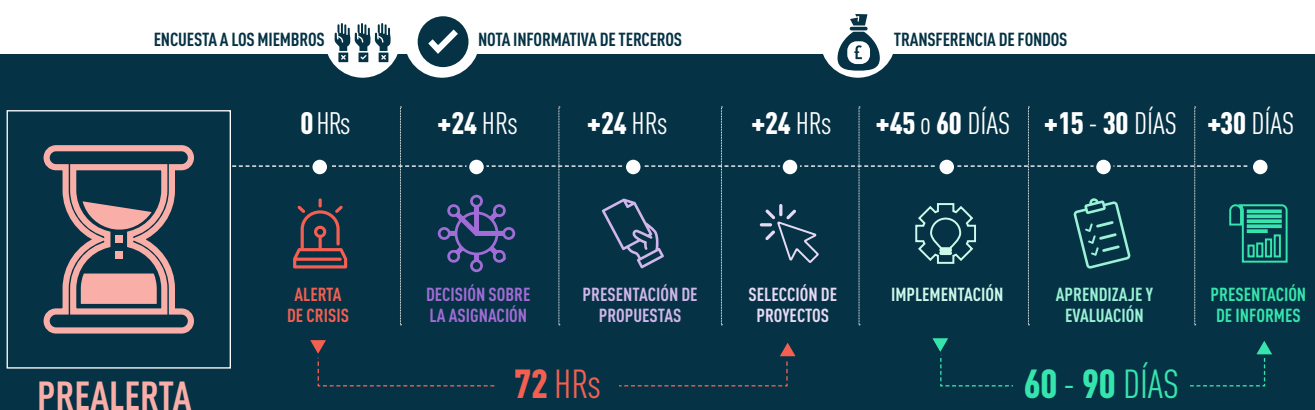 ENCUESTA A LOS MIEMBROS
NOTA INFORMATIVA DE TERCEROS
TRANSFERENCIA DE FONDOS
£
0 HRs
+24 HRs
+24 HRs
+24 HRs
+45 o 60 DÍAS
+15 - 30 DÍAS
+30 DÍAS
ALERTA
DE CRISIS
DECISIÓN SOBRE
LA ASIGNACIÓN
PRESENTACIÓN DE
PROPUESTAS
SELECCIÓN DE
PROYECTOS
IMPLEMENTACIÓN
APRENDIZAJE Y
EVALUACIÓN
PRESENTACIÓN
DE INFORMES
72 HRs
60 - 90 DÍAS
PREALERTA